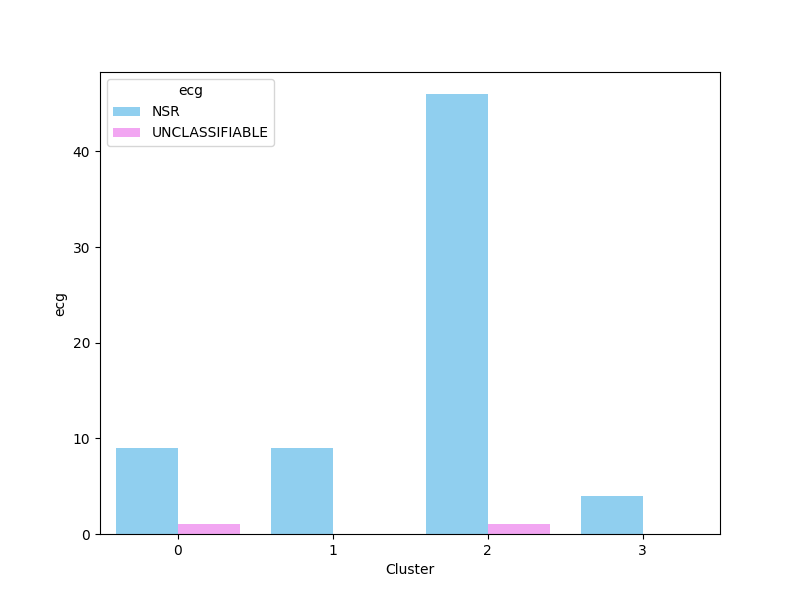 ecg
NSR
UNCLASSIFIABLE
40
30
20
10
0
ecg
0 1 2 3
Cluster